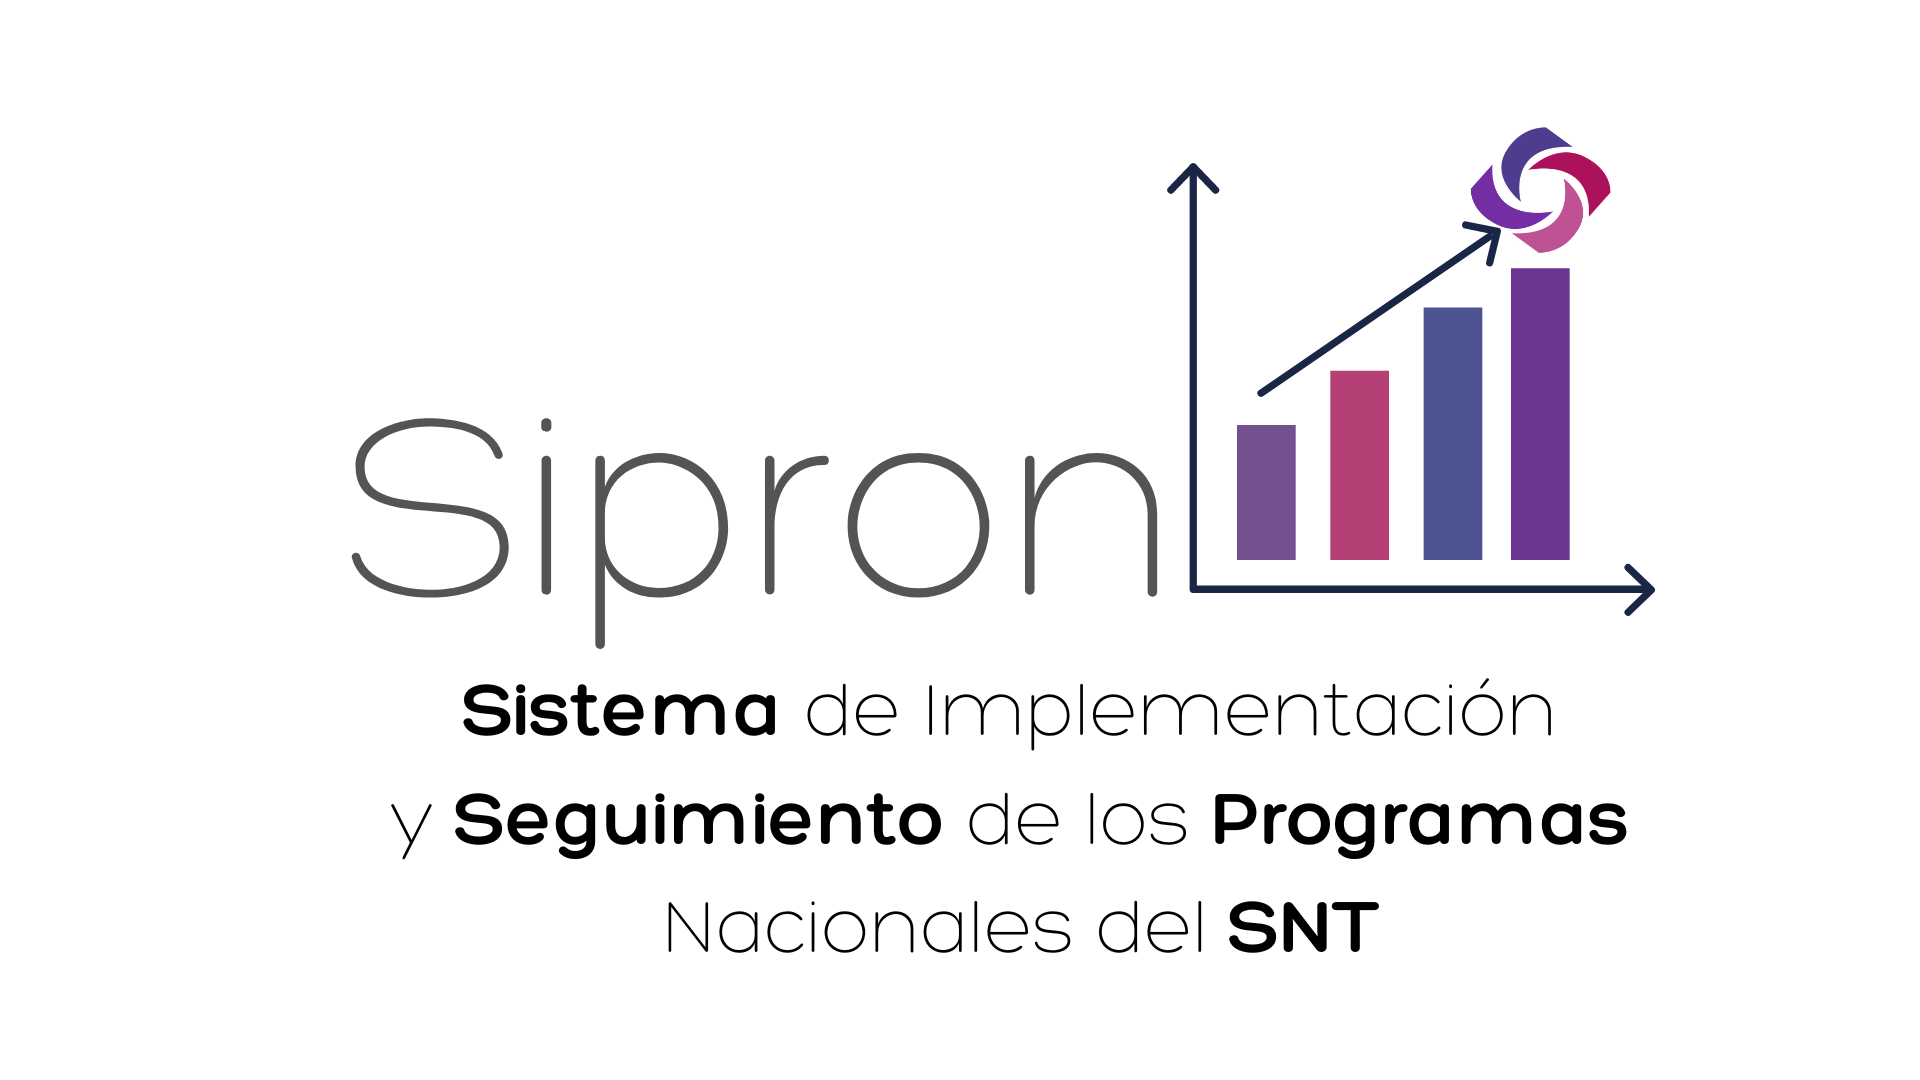 Sipron
Sistema de Implementación
y Seguimiento de los Programas
Nacionales del SNT